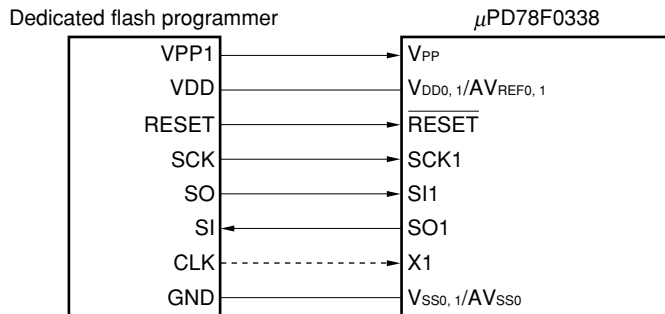 Dedicated flash programmer μPD78F0338
VPP1 VPP
VDD VDD0, 1/AVREF0, 1
RESET RESET
SCK SCK1
SO SI1
SI SO1
CLK X1
GND VSS0, 1/AVSS0